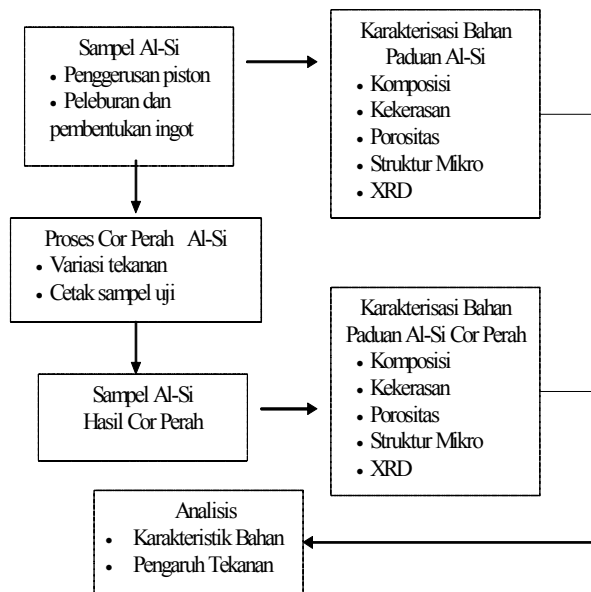 Sampel Al-Si
• Penggerusan piston
• Peleburan dan
pembentukan ingot
Karakterisasi Bahan
Paduan Al-Si
• Komposisi
• Kekerasan
• Porositas
• Struktur Mikro
• XRD
Proses Cor Perah Al-Si
• Variasi tekanan
• Cetak sampel uji
Karakterisasi Bahan
Paduan Al-Si Cor Perah
• Komposisi
• Kekerasan
• Porositas
• Struktur Mikro
• XRD
Sampel Al-Si
Hasil Cor Perah
Analisis
• Karakteristik Bahan
• Pengaruh Tekanan